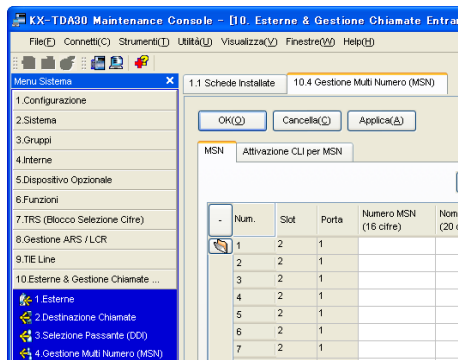 KX-TDA30 Maintenance Console - [10. Esterne & Gestione Chiamate Entran
File(F) Connetti(C) Strumenti(T) Utilità(U) Visualizza(V) Finestre(W) Help(H)
Menu Sistema X
1.1 Schede Installate 10.4 Gestione Multi Numero (MSN)
1.Configurazione
2.Sistema
3.Gruppi
4.Interne
5.Dispositivo Opzionale
6.Funzioni
7.TRS (Blocco Selezione Cifre)
8.Gestione ARS / LCR
9.TIE Line
10.Esterne & Gestione Chiamate ...
1.Esterne
2.Destinazione Chiamate
3.Selezione Passante (DDI)
4.Gestione Multi Numero (MSN)
OK(O) Cancella(C) Applica(A)
MSN Attivazione CLI per MSN
- Num. Slot Porta Numero MSN (16 cifre) Nom (20 c
1 2 1
2 2 1
3 2 1
4 2 1
5 2 1
6 2 1
7 2 1